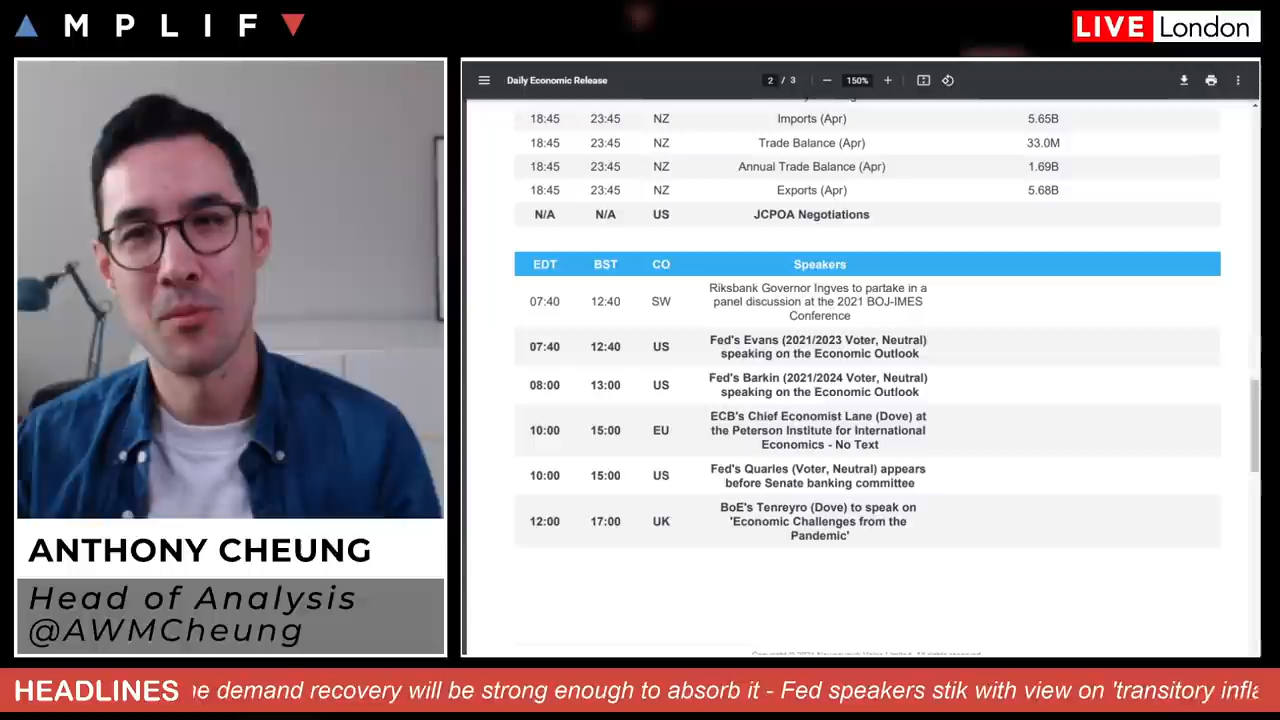 AMPLIFY
LIVE London
Daily Economic Release
2 / 3
150%
18:45 23:45 NZ Imports (Apr) 5.65B
18:45 23:45 NZ Trade Balance (Apr) 33.0M
18:45 23:45 NZ Annual Trade Balance (Apr) 1.69B
18:45 23:45 NZ Exports (Apr) 5.68B
N/A N/A US JCPOA Negotiations
EDT BST CO Speakers
07:40 12:40 SW Riksbank Governor Ingves to partake in a
panel discussion at the 2021 BOJ-IMES
Conference
07:40 12:40 US Fed's Evans (2021/2023 Voter, Neutral)
speaking on the Economic Outlook
08:00 13:00 US Fed's Barkin (2021/2024 Voter, Neutral)
speaking on the Economic Outlook
10:00 15:00 EU ECB's Chief Economist Lane (Dove) at
the Peterson Institute for International
Economics - No Text
10:00 15:00 US Fed's Quarles (Voter, Neutral) appears
before Senate banking committee
12:00 17:00 UK BoE's Tenreyro (Dove) to speak on
'Economic Challenges from the
Pandemic'
ANTHONY CHEUNG
Head of Analysis
@AWMCheung
HEADLINES demand recovery will be strong enough to absorb it - Fed speakers stik with view on 'transitory